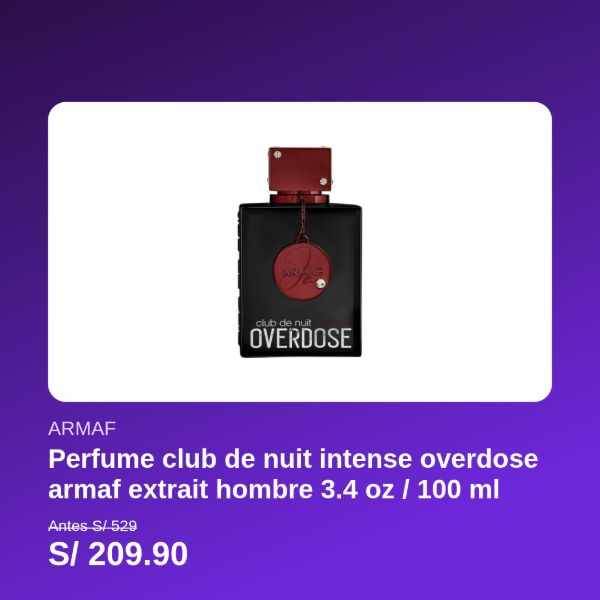 ARMAF
club de nuit
OVERDOSE
ARMAF
Perfume club de nuit intense overdose
armaf extrait hombre 3.4 oz / 100 ml
Antes S/ 529
S/ 209.90